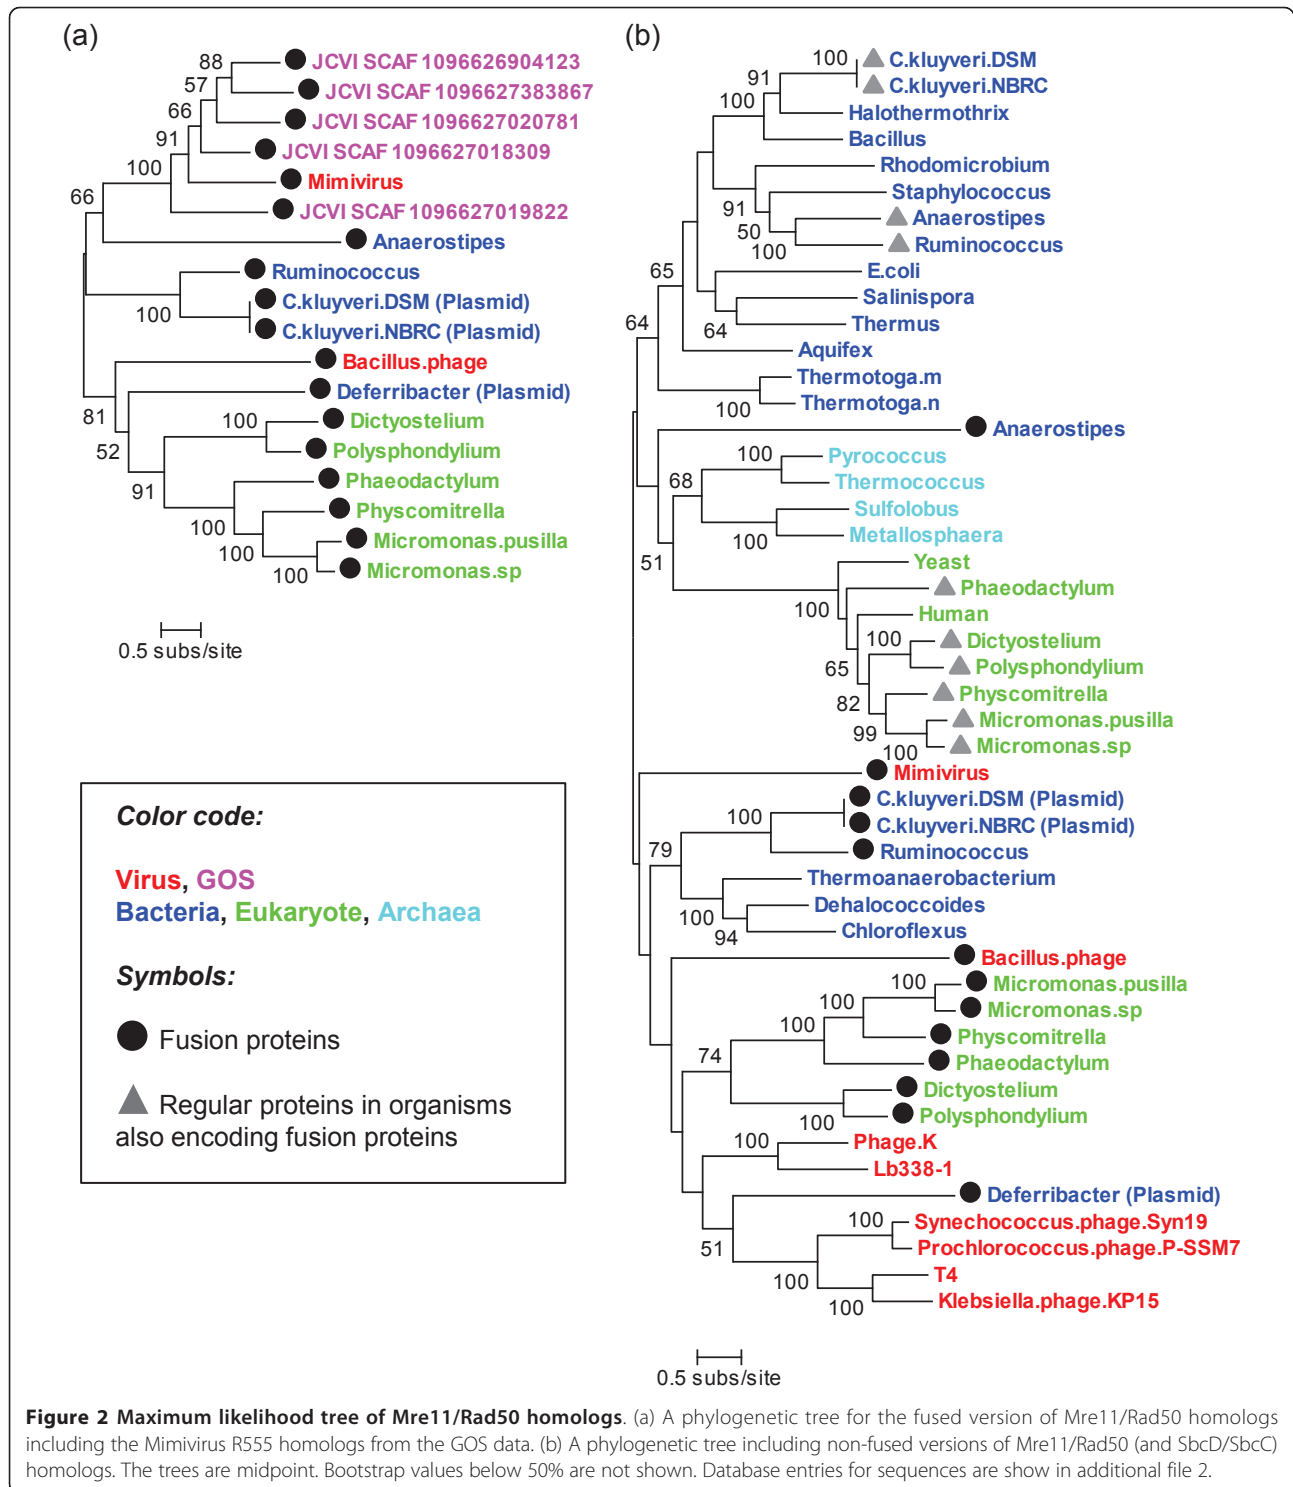 (a)
88
JCVI SCAF 1096626904123
57
JCVI SCAF 1096627383867
66
JCVI SCAF 1096627020781
91
JCVI SCAF 1096627018309
100
Mimivirus
66
JCVI SCAF 1096627019822
Anaerostipes
Ruminococcus
C.kluyveri.DSM (Plasmid)
100
C.kluyveri.NBRC (Plasmid)
Bacillus.phage
81
Deferribacter (Plasmid)
100
Dictyostelium
52
Polysphondylium
91
Phaeodactylum
100
Physcomitrella
100
Micromonas.pusilla
100
Micromonas.sp
0.5 subs/site
Color code:
Virus, GOS
Bacteria, Eukaryote, Archaea
Symbols:
Fusion proteins
Regular proteins in organisms
also encoding fusion proteins
(b)
100
C.kluyveri.DSM
91
C.kluyveri.NBRC
100
Halothermothrix
Bacillus
Rhodomicrobium
Staphylococcus
91
Anaerostipes
50
100
Ruminococcus
65
E.coli
Salinispora
64
64
Thermus
Aquifex
Thermotoga.m
100
Thermotoga.n
Anaerostipes
100
Pyrococcus
68
Thermococcus
Sulfolobus
100
Metallosphaera
51
Yeast
Phaeodactylum
100
Human
100
Dictyostelium
65
Polysphondylium
82
Physcomitrella
99
Micromonas.pusilla
100
Micromonas.sp
Mimivirus
C.kluyveri.DSM (Plasmid)
100
C.kluyveri.NBRC (Plasmid)
79
Ruminococcus
Thermoanaerobacterium
100
Dehalococcoides
94
Chloroflexus
Bacillus.phage
100
Micromonas.pusilla
100
Micromonas.sp
100
Physcomitrella
74
Phaeodactylum
Dictyostelium
100
Polysphondylium
100
Phage.K
Lb338-1
Deferribacter (Plasmid)
100
Synechococcus.phage.Syn19
51
Prochlorococcus.phage.P-SSM7
100
T4
100
Klebsiella.phage.KP15
0.5 subs/site
Figure 2 Maximum likelihood tree of Mre11/Rad50 homologs. (a) A phylogenetic tree for the fused version of Mre11/Rad50 homologs
including the Mimivirus R555 homologs from the GOS data. (b) A phylogenetic tree including non-fused versions of Mre11/Rad50 (and SbcD/SbcC)
homologs. The trees are midpoint. Bootstrap values below 50% are not shown. Database entries for sequences are show in additional file 2.